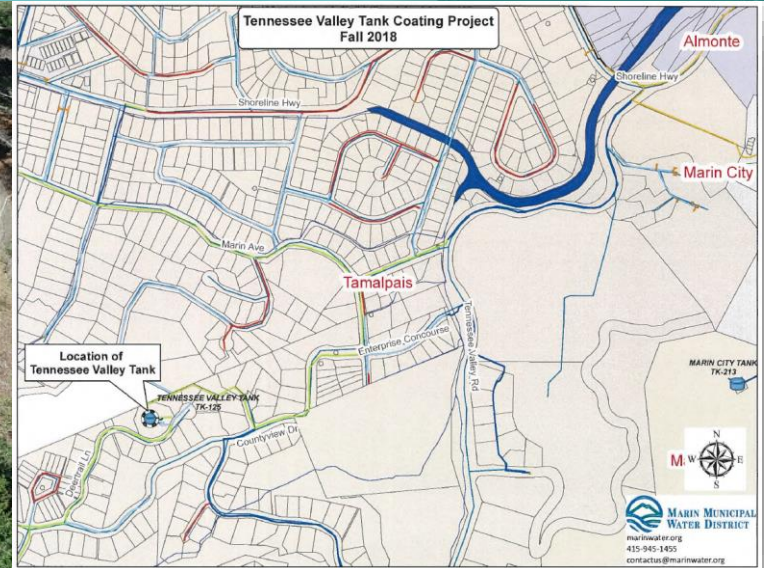 Tennessee Valley Tank Coating Project
Fall 2018
Almonte
Shoreline Hwy
Shoreline Hwy
Marin City
Marin Ave
Tamalpais
Enterprise Concourse
Tennessee Valley Rd
Location of
Tennessee Valley Tank
MARIN CITY TANK
TK-213
TENNESSEE VALLEY TANK
TK-125
Countyview Dr
Deertrail Ln
N
M W E
S
MARIN MUNICIPAL
WATER DISTRICT
marinwater.org
415-945-1455
contactus@marinwater.org